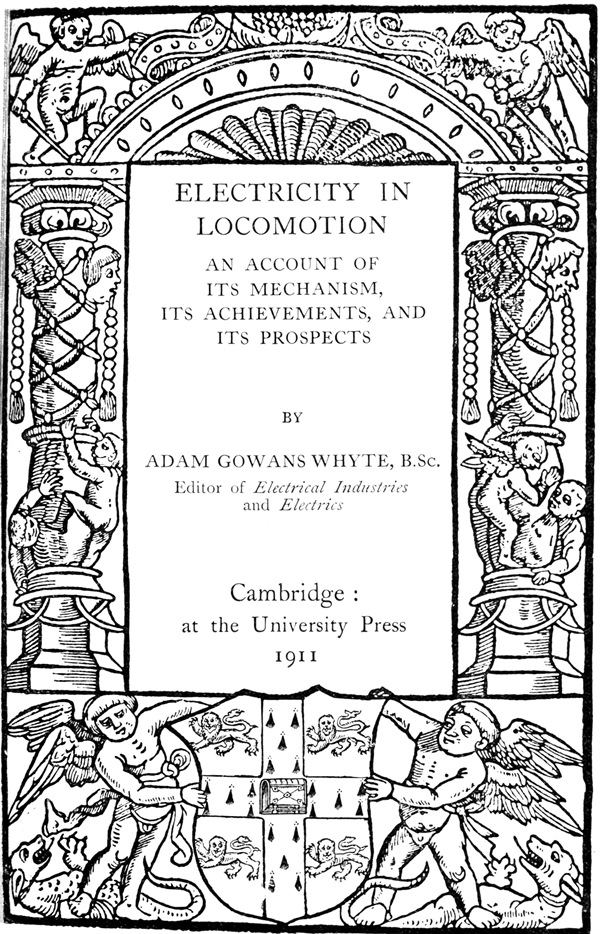 ELECTRICITY IN
LOCOMOTION
AN ACCOUNT OF
ITS MECHANISM,
ITS ACHIEVEMENTS, AND
ITS PROSPECTS
BY
ADAM GOWANS WHYTE, B.Sc.
Editor of Electrical Industries
and Electrics
Cambridge :
at the University Press
1911